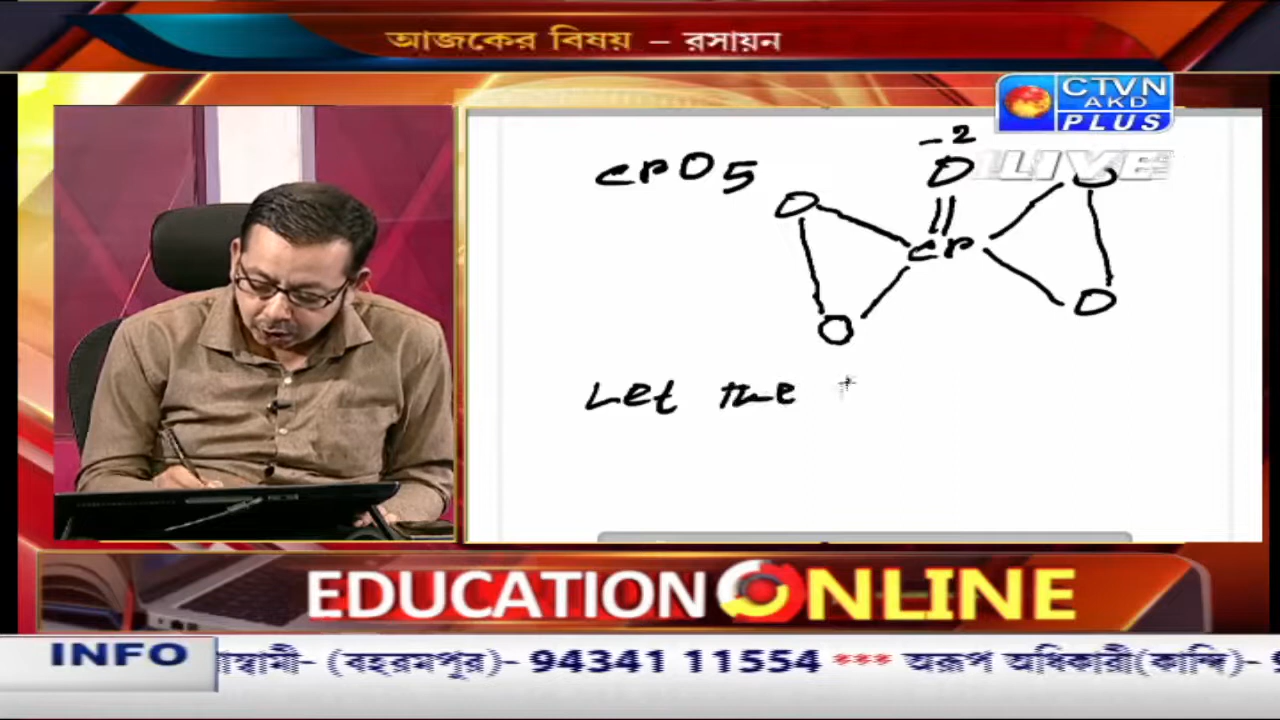 আজকের বিষয় – রসায়ন
CTVN
AKD
PLUS
LIVE
CrO5
-2
O
O
O
Cr
O
O
Let the
EDUCATION ONLINE
INFO
স্বামী- (বহরমপুর)- 94341 11554 *** অরূপ অধিকারী(কান্দি)-